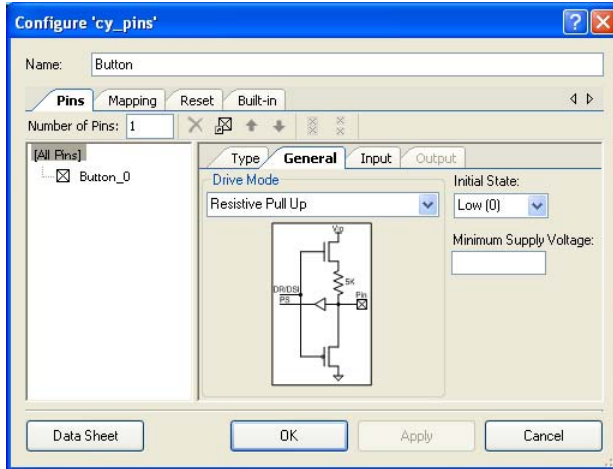 Configure 'cy_pins'
Name: Button
Pins Mapping Reset Built-in
Number of Pins: 1
[All Pins]
Button_0
Type General Input Output
Drive Mode
Resistive Pull Up
Initial State:
Low (0)
Minimum Supply Voltage:
Vio
5K
DR/DSI
PS
Pin
Data Sheet OK Apply Cancel